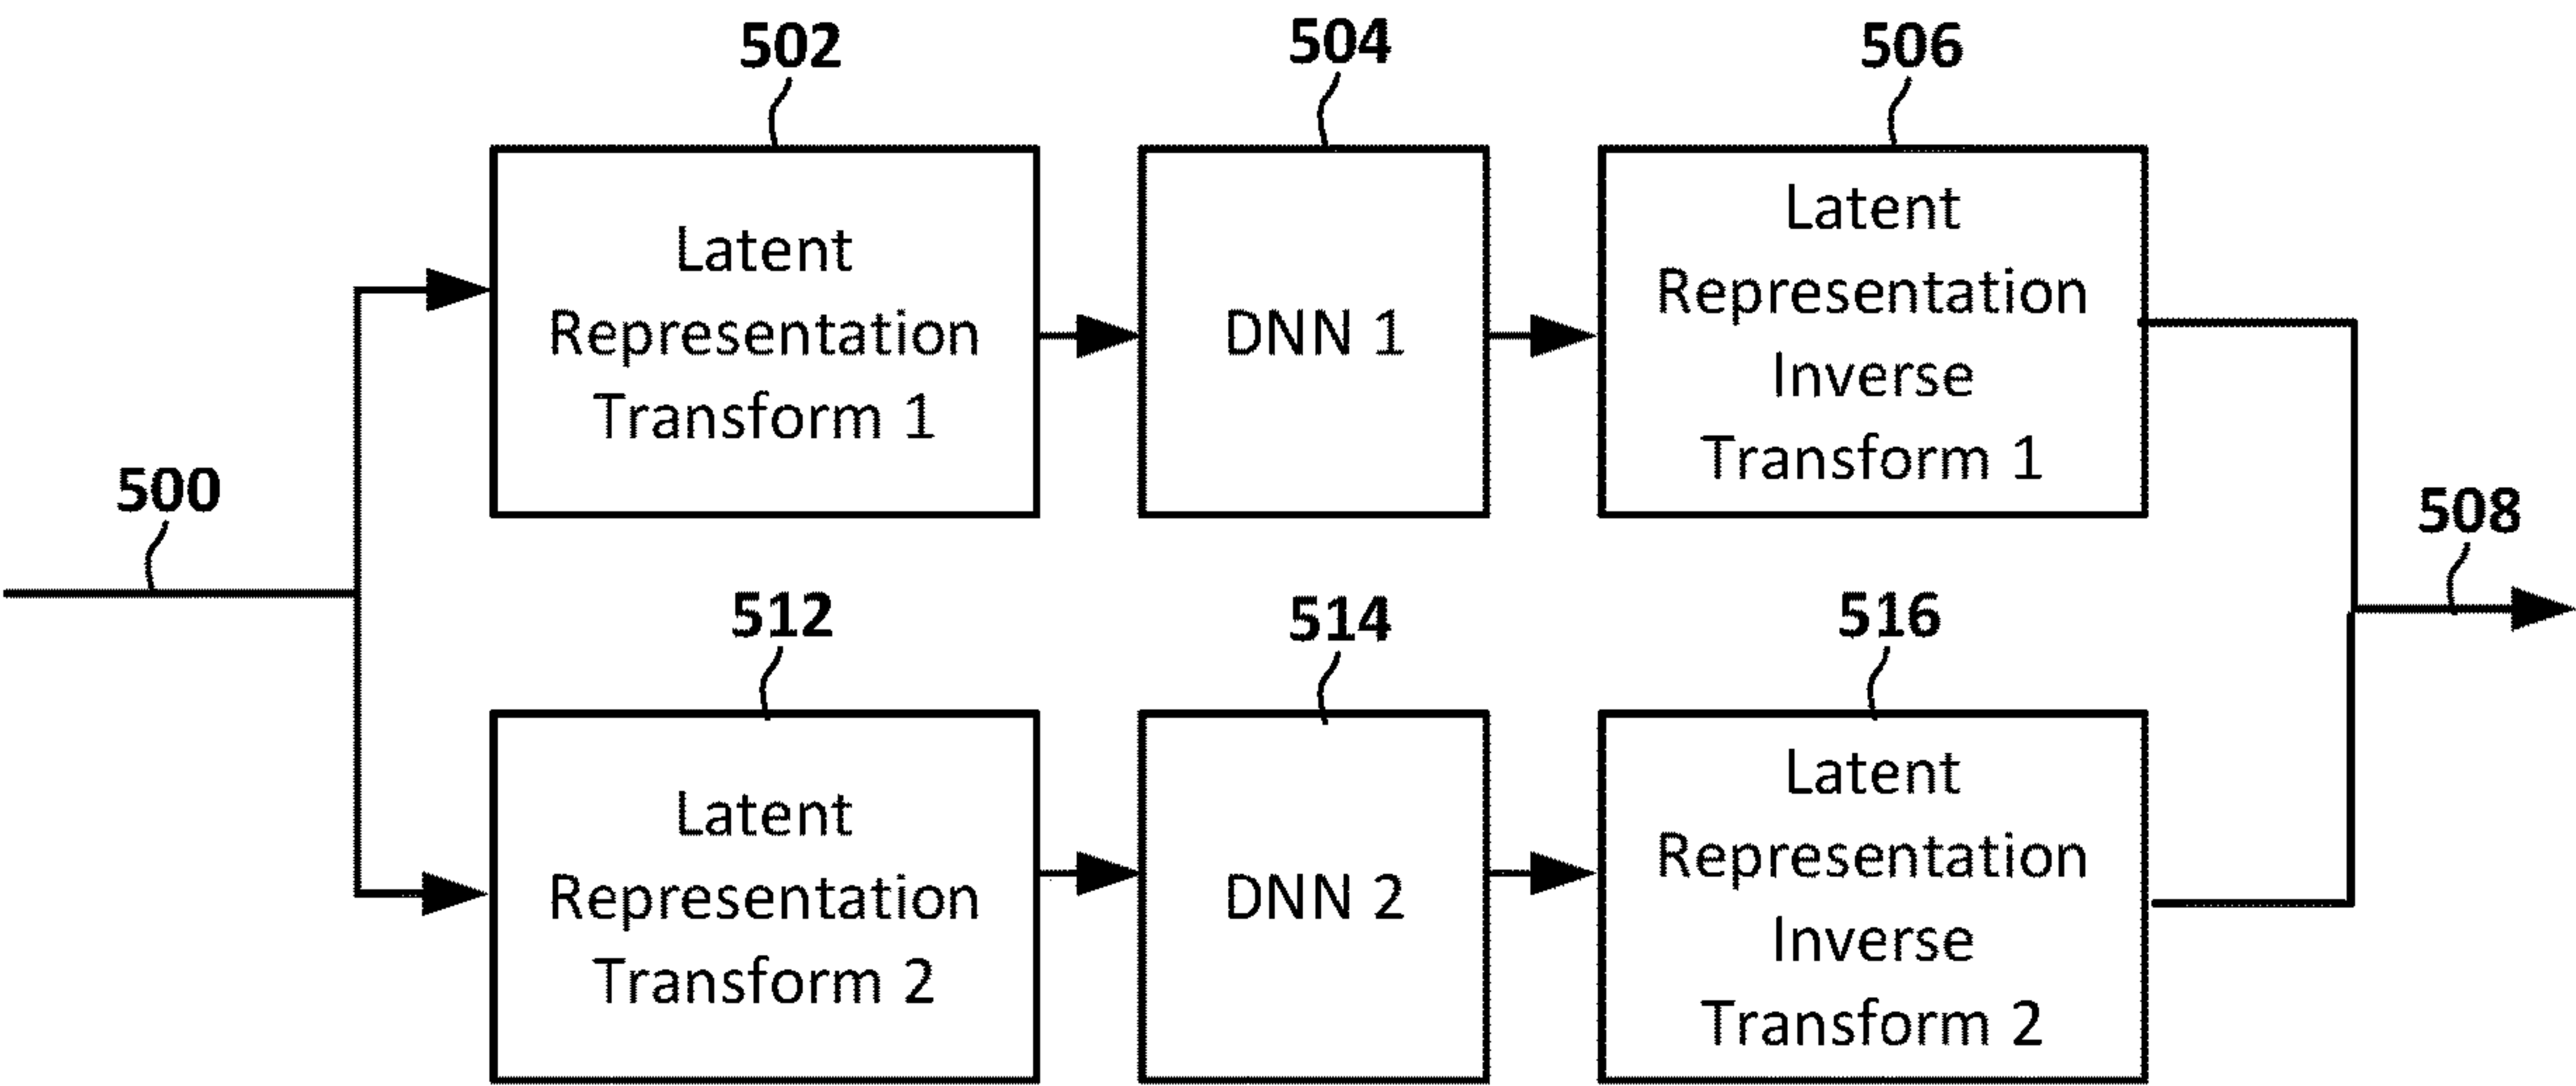 502
504
506
Latent
Representation
Transform 1
DNN 1
Latent
Representation
Inverse
Transform 1
500
508
512
514
516
Latent
Representation
Transform 2
DNN 2
Latent
Representation
Inverse
Transform 2